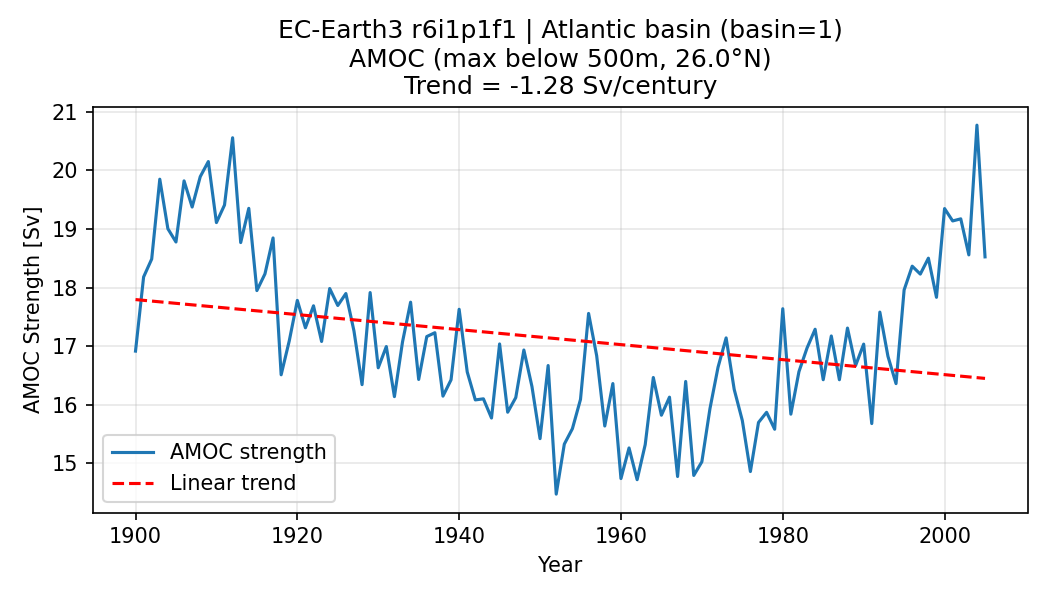 EC-Earth3 r6i1p1f1 | Atlantic basin (basin=1)
AMOC (max below 500m, 26.0°N)
Trend = -1.28 Sv/century
21
20
19
18
17
16
15
AMOC Strength [Sv]
AMOC strength
Linear trend
1900
1920
1940
1960
1980
2000
Year